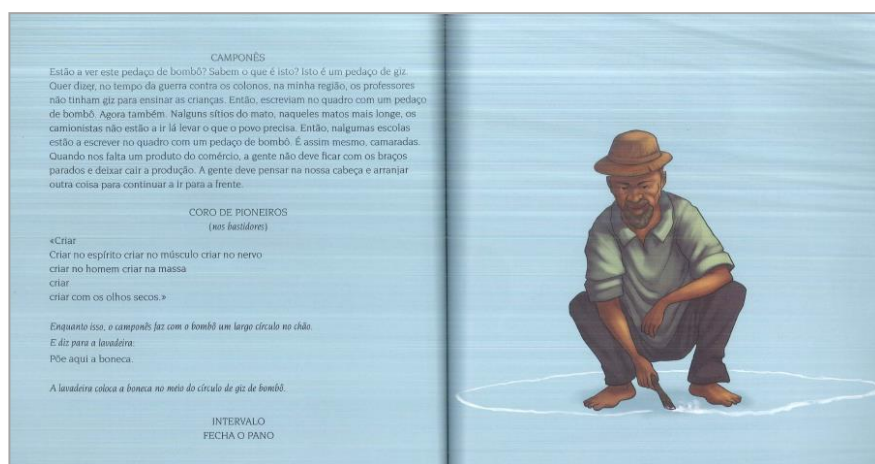 CAMPONÊS
Estão a ver este pedaço de bombô? Sabem o que é isto? Isto é um pedaço de giz.
Quer dizer, no tempo da guerra contra os colonos, na minha região, os professores
não tinham giz para ensinar as crianças. Então, escreviam no quadro com um pedaço
de bombô. Agora também. Nalguns sítios do mato, naqueles matos mais longe, os
camionistas não estão a ir lá levar o que o povo precisa. Então, nalgumas escolas
estão a escrever no quadro com um pedaço de bombô. É assim mesmo, camaradas.
Quando nos falta um produto do comércio, a gente não deve ficar com os braços
parados e deixar cair a produção. A gente deve pensar na nossa cabeça e arranjar
outra coisa para continuar a ir para a frente.
CORO DE PIONEIROS
(nos bastidores)
«Criar
Criar no espírito criar no músculo criar no nervo
criar no homem criar na massa
criar
criar com os olhos secos.»
Enquanto isso, o camponês faz com o bombô um largo círculo no chão.
E diz para a lavadeira:
Põe aqui a boneca.
A lavadeira coloca a boneca no meio do círculo de giz de bombô.
INTERVALO
FECHA O PANO